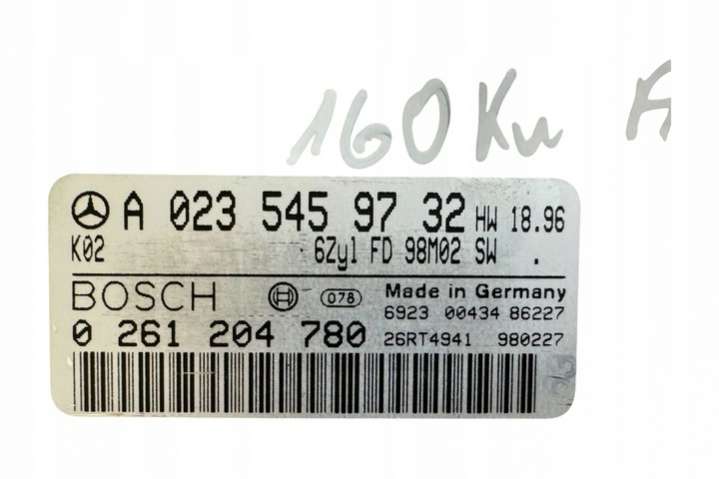 160 Kw
A 023 545 97 32 HW 18.96
K02 6Zyl FD 98M02 SW .
BOSCH 078 Made in Germany
6923 00434 86227
0 261 204 780 26RT4941 980227